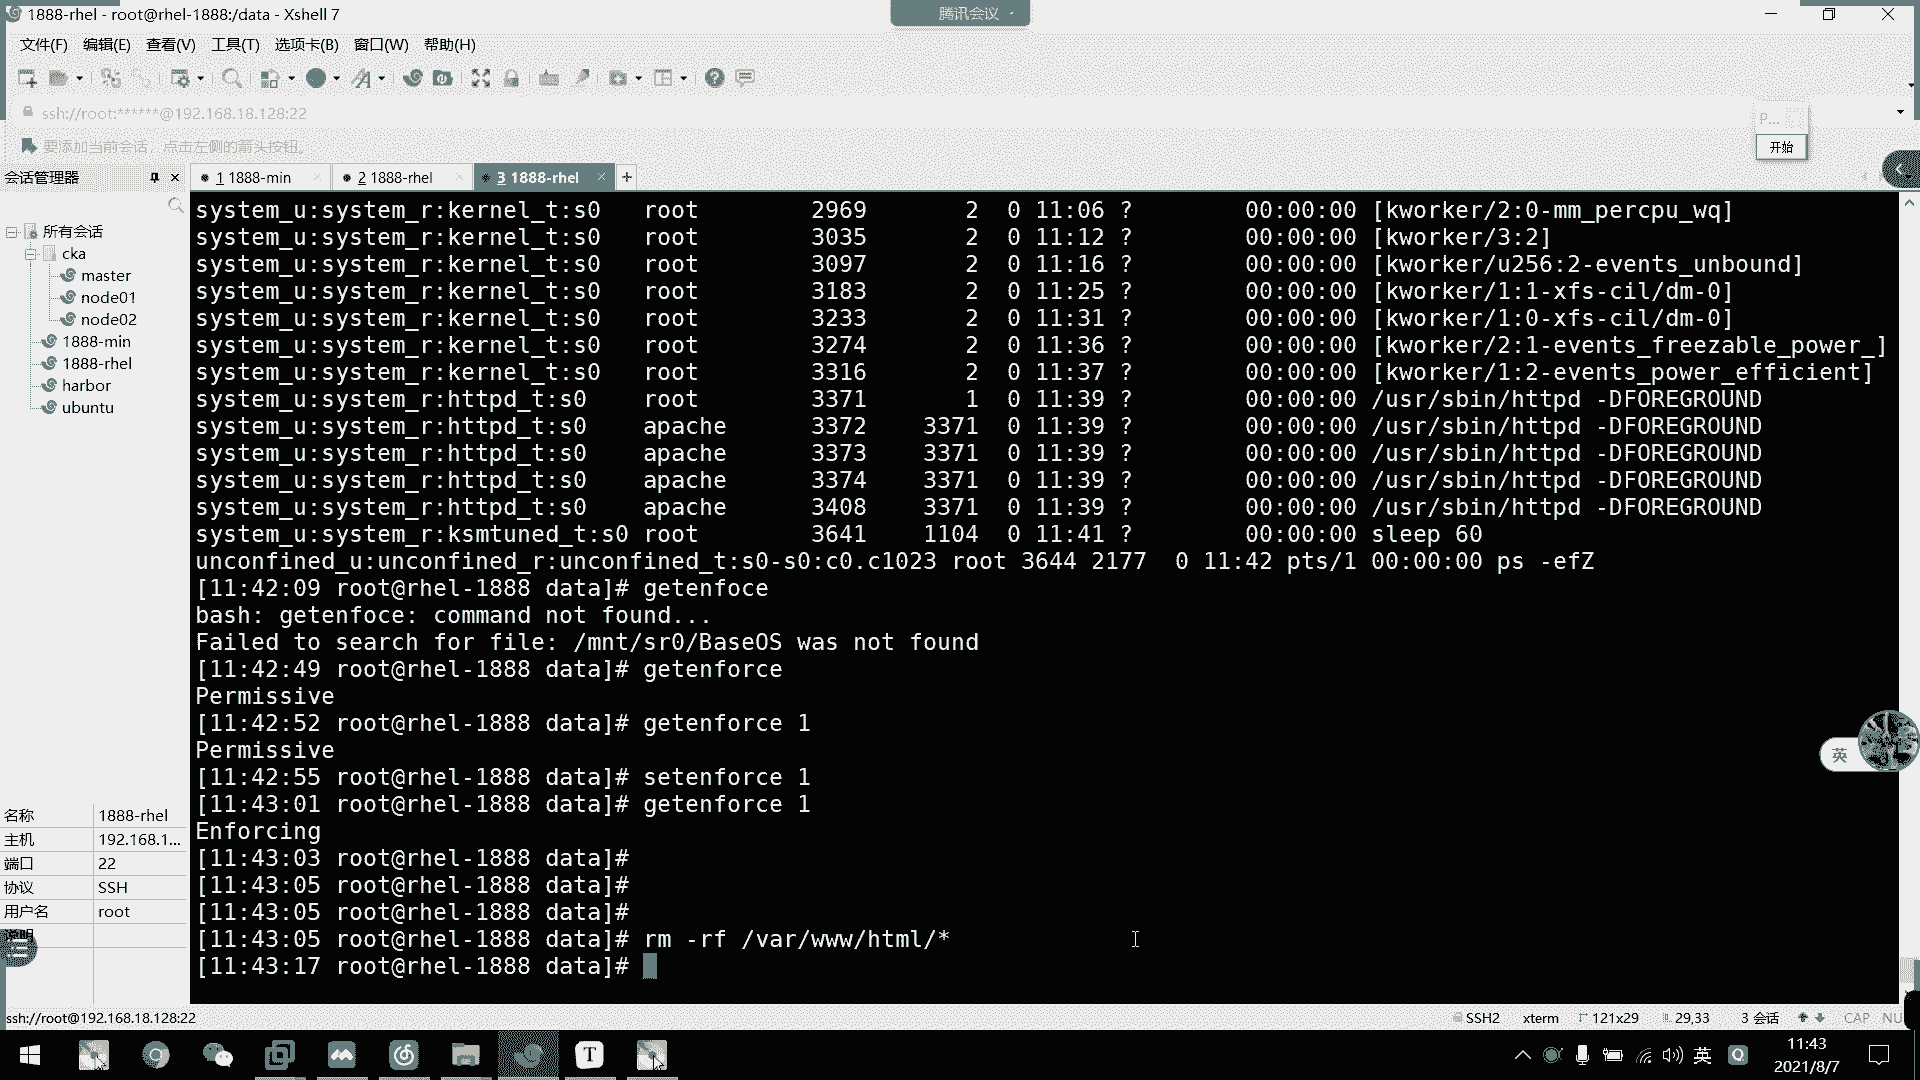 1888-rhel - root@rhel-1888:/data - Xshell 7
腾讯会议
文件(F) 编辑(E) 查看(V) 工具(T) 选项卡(B) 窗口(W) 帮助(H)
ssh://root:******@192.168.18.128:22
P...
要添加当前会话，点击左侧的箭头按钮。
开始
会话管理器
1 1888-min
2 1888-rhel
3 1888-rhel
所有会话
cka
master
node01
node02
1888-min
1888-rhel
harbor
ubuntu
system_u:system_r:kernel_t:s0 root 2969 2 0 11:06 ? 00:00:00 [kworker/2:0-mm_percpu_wq]
system_u:system_r:kernel_t:s0 root 3035 2 0 11:12 ? 00:00:00 [kworker/3:2]
system_u:system_r:kernel_t:s0 root 3097 2 0 11:16 ? 00:00:00 [kworker/u256:2-events_unbound]
system_u:system_r:kernel_t:s0 root 3183 2 0 11:25 ? 00:00:00 [kworker/1:1-xfs-cil/dm-0]
system_u:system_r:kernel_t:s0 root 3233 2 0 11:31 ? 00:00:00 [kworker/1:0-xfs-cil/dm-0]
system_u:system_r:kernel_t:s0 root 3274 2 0 11:36 ? 00:00:00 [kworker/2:1-events_freezable_power_]
system_u:system_r:kernel_t:s0 root 3316 2 0 11:37 ? 00:00:00 [kworker/1:2-events_power_efficient]
system_u:system_r:httpd_t:s0 root 3371 1 0 11:39 ? 00:00:00 /usr/sbin/httpd -DFOREGROUND
system_u:system_r:httpd_t:s0 apache 3372 3371 0 11:39 ? 00:00:00 /usr/sbin/httpd -DFOREGROUND
system_u:system_r:httpd_t:s0 apache 3373 3371 0 11:39 ? 00:00:00 /usr/sbin/httpd -DFOREGROUND
system_u:system_r:httpd_t:s0 apache 3374 3371 0 11:39 ? 00:00:00 /usr/sbin/httpd -DFOREGROUND
system_u:system_r:httpd_t:s0 apache 3408 3371 0 11:39 ? 00:00:00 /usr/sbin/httpd -DFOREGROUND
system_u:system_r:ksmtuned_t:s0 root 3641 1104 0 11:41 ? 00:00:00 sleep 60
unconfined_u:unconfined_r:unconfined_t:s0-s0:c0.c1023 root 3644 2177 0 11:42 pts/1 00:00:00 ps -efZ
[11:42:09 root@rhel-1888 data]# getenfoce
bash: getenfoce: command not found...
Failed to search for file: /mnt/sr0/BaseOS was not found
[11:42:49 root@rhel-1888 data]# getenforce
Permissive
[11:42:52 root@rhel-1888 data]# getenforce 1
Permissive
[11:42:55 root@rhel-1888 data]# setenforce 1
[11:43:01 root@rhel-1888 data]# getenforce 1
Enforcing
[11:43:03 root@rhel-1888 data]#
[11:43:05 root@rhel-1888 data]#
[11:43:05 root@rhel-1888 data]#
[11:43:05 root@rhel-1888 data]# rm -rf /var/www/html/*
[11:43:17 root@rhel-1888 data]#
英
名称 1888-rhel
主机 192.168.1...
端口 22
协议 SSH
用户名 root
说明
ssh://root@192.168.18.128:22
SSH2 xterm 121x29 29,33 3 会话 CAP NU
T
英
11:43
2021/8/7